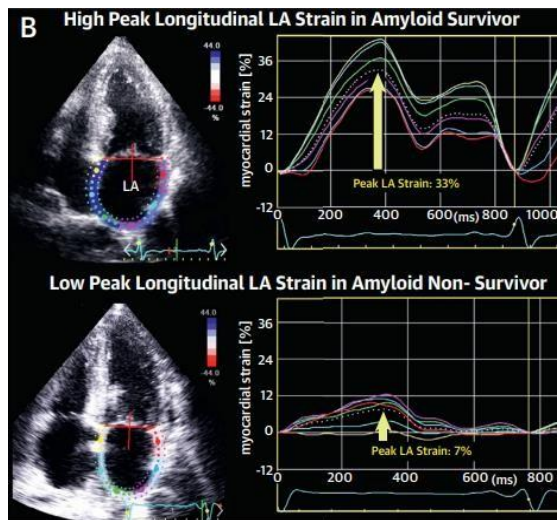 B
High Peak Longitudinal LA Strain in Amyloid Survivor
44.0
-44.0
%
LA
myocardial strain [%]
36
24
12
0
-12
Peak LA Strain: 33%
0 200 400 600(ms) 800 1000
Low Peak Longitudinal LA Strain in Amyloid Non- Survivor
44.0
-44.0
%
myocardial strain [%]
36
24
12
0
-12
Peak LA Strain: 7%
0 200 400 600 (ms) 800